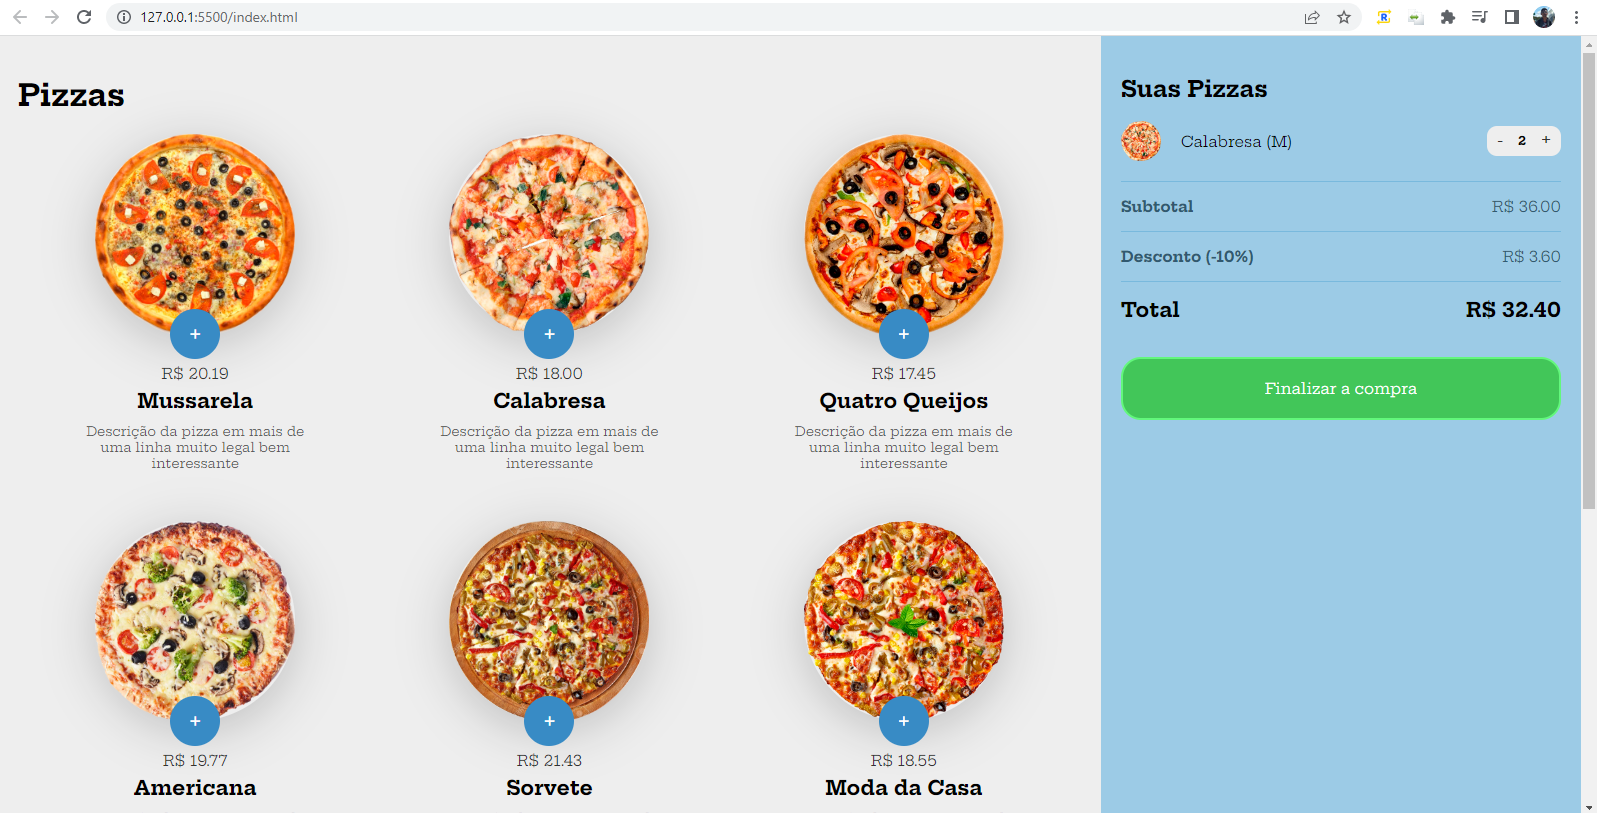 127.0.0.1:5500/index.html
Pizzas
+
+
+
R$ 20.19
R$ 18.00
R$ 17.45
Mussarela
Calabresa
Quatro Queijos
Descrição da pizza em mais de
uma linha muito legal bem
interessante
Descrição da pizza em mais de
uma linha muito legal bem
interessante
Descrição da pizza em mais de
uma linha muito legal bem
interessante
+
+
+
R$ 19.77
R$ 21.43
R$ 18.55
Americana
Sorvete
Moda da Casa
Suas Pizzas
Calabresa (M) - 2 +
Subtotal R$ 36.00
Desconto (-10%) R$ 3.60
Total R$ 32.40
Finalizar a compra